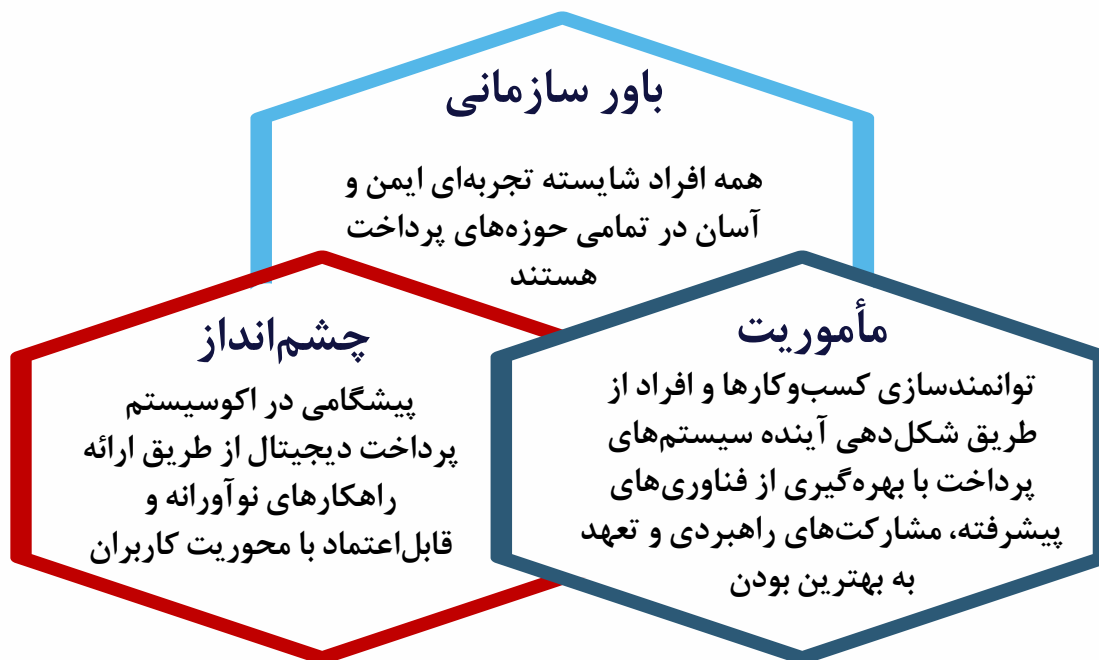 باور سازمانی
همه افراد شایسته تجربه‌ای ایمن و
آسان در تمامی حوزه‌های پرداخت
هستند
مأموریت
توانمندسازی کسب‌وکارها و افراد از
طریق شکل‌دهی آینده سیستم‌های
پرداخت با بهره‌گیری از فناوری‌های
پیشرفته، مشارکت‌های راهبردی و تعهد
به بهترین بودن
چشم‌انداز
پیشگامی در اکوسیستم
پرداخت دیجیتال از طریق ارائه
راهکارهای نوآورانه و
قابل‌اعتماد با محوریت کاربران